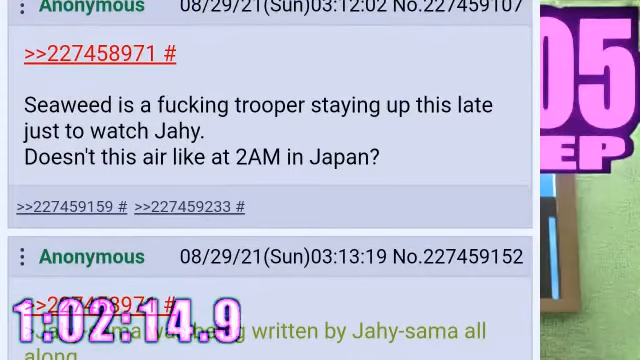 Anonymous 08/29/21(Sun)03:12:02 No.227459107
>>227458971 #
Seaweed is a fucking trooper staying up this late
just to watch Jahy.
Doesn't this air like at 2AM in Japan?
>>227459159 # >>227459233 #
Anonymous 08/29/21(Sun)03:13:19 No.227459152
>>227458971 #
written by Jahy-sama all
along
1:02:14.9
05
EP